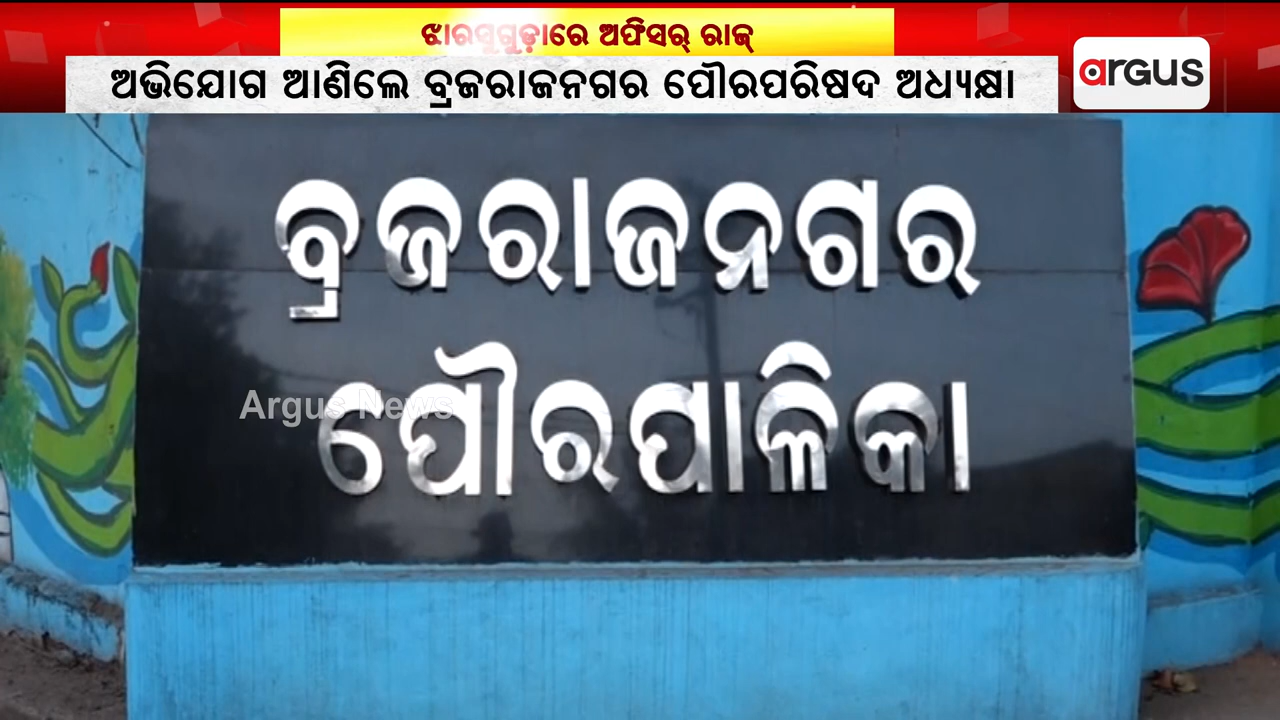 ଝାରସୁଗୁଡ଼ାରେ ଅଫିସର୍ ରାଜ୍
ଅଭିଯୋଗ ଆଣିଲେ ବ୍ରଜରାଜନଗର ପୌରପରିଷଦ ଅଧ୍ୟକ୍ଷା
argus
ବ୍ରଜରାଜନଗର
ପୌରପାଳିକା
Argus News